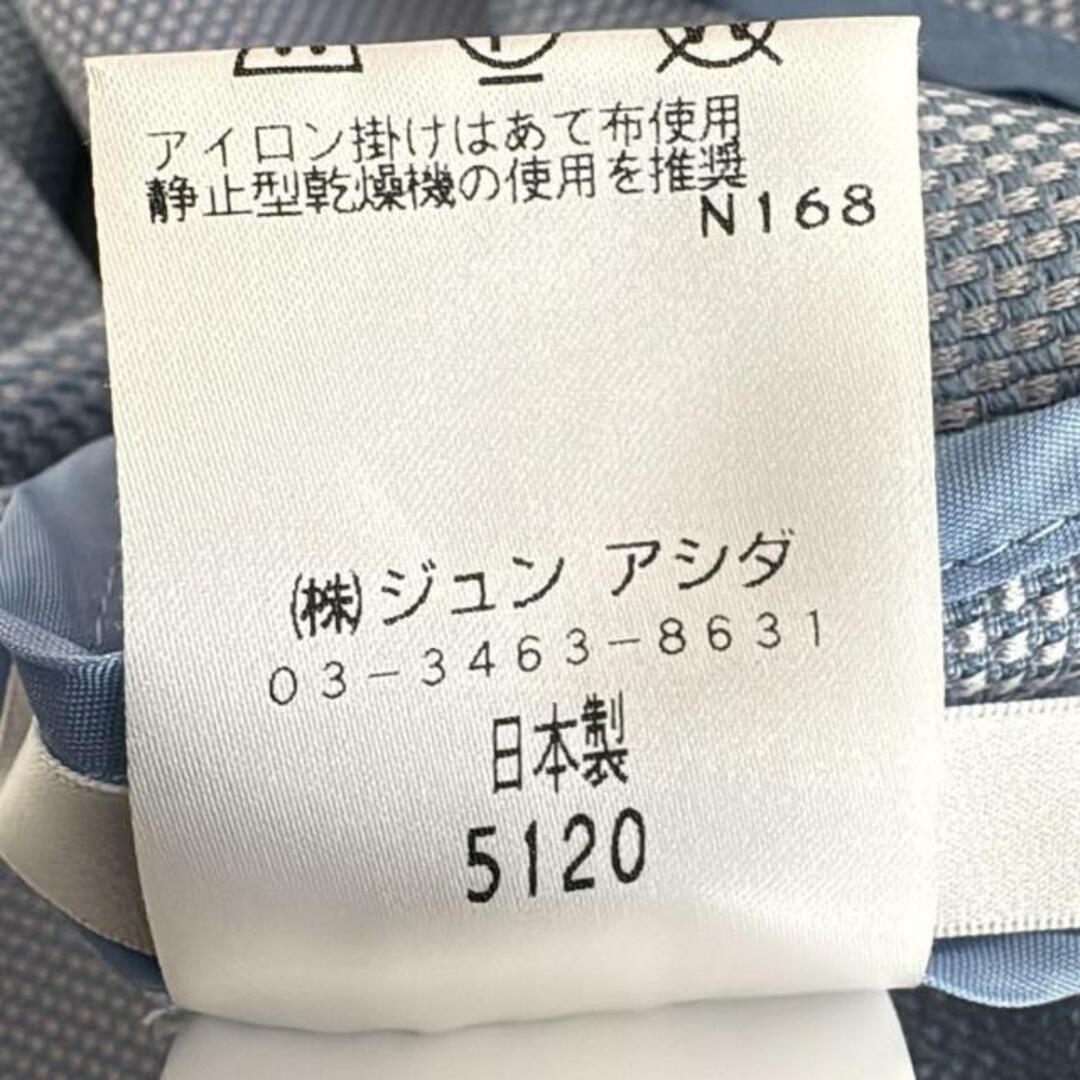 アイロン掛けはあて布使用
静止型乾燥機の使用を推奨
N168
(株)ジュン アシダ
03-3463-8631
日本製
5120